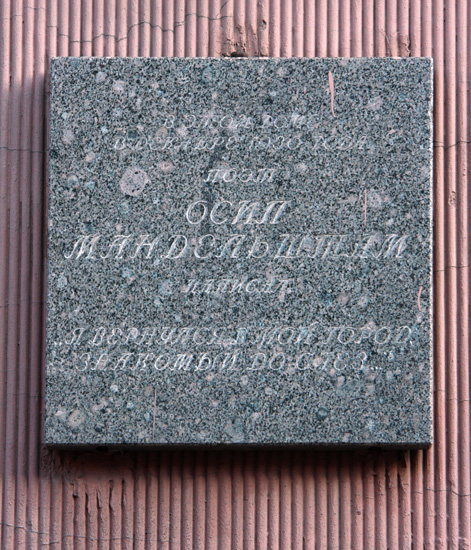 В ЭТОМ ДОМЕ
В ДЕКАБРЕ 1930 ГОДА
ПОЭТ
ОСИП
МАНДЕЛЬШТАМ
НАПИСАЛ
"Я ВЕРНУЛСЯ В МОЙ ГОРОД,
ЗНАКОМЫЙ ДО СЛЕЗ..."